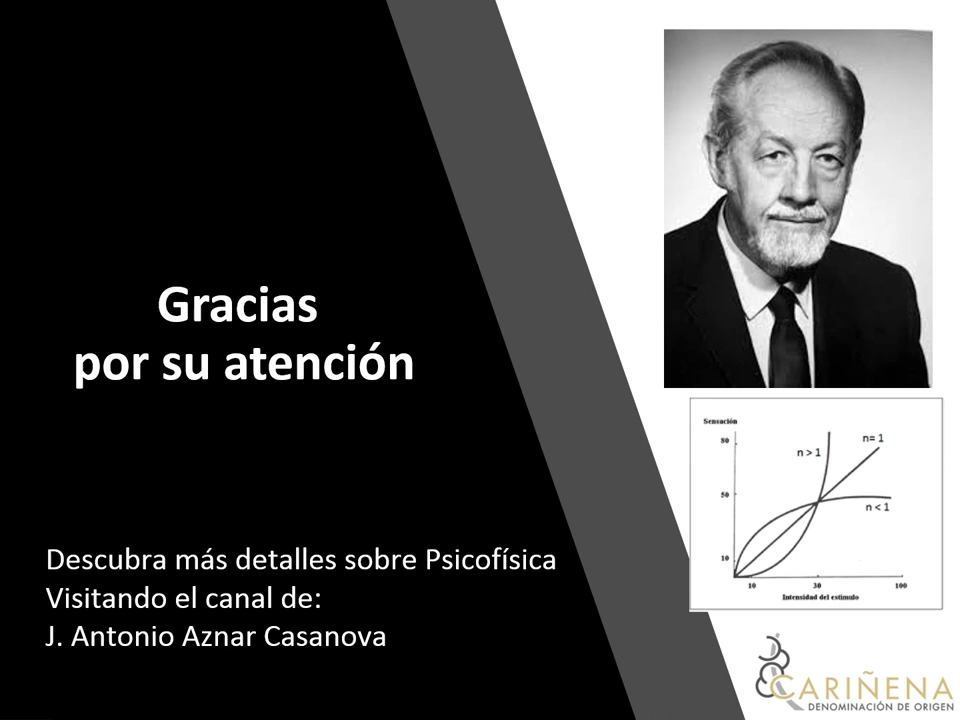 Gracias
por su atención
Descubra más detalles sobre Psicofísica
Visitando el canal de:
J. Antonio Aznar Casanova
Sensación
80
50
10
n > 1
n= 1
n < 1
10 30 100
Intensidad del estímulo
CARIÑENA
DENOMINACIÓN DE ORIGEN